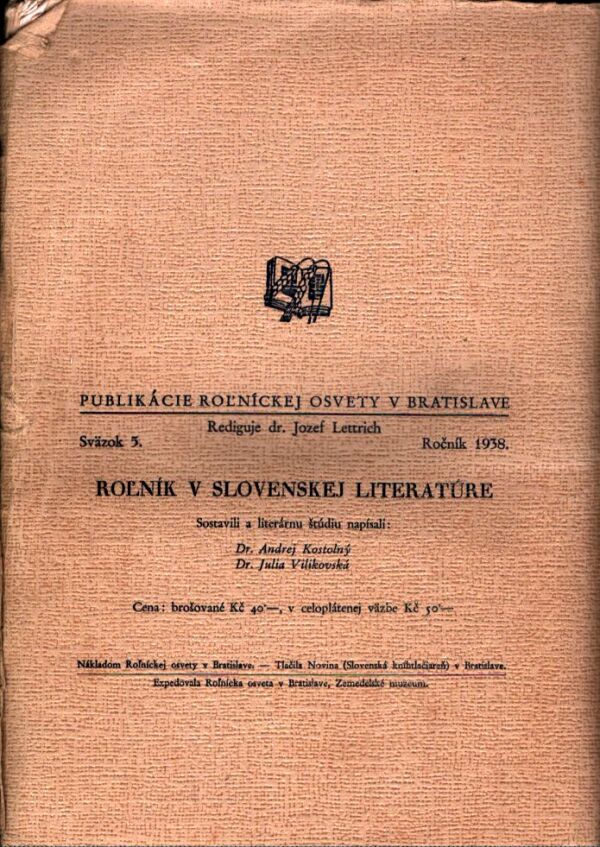 PUBLIKÁCIE ROĽNÍCKEJ OSVETY V BRATISLAVE
Rediguje dr. Jozef Lettrich
Sväzok 5. Ročník 1938.
ROĽNÍK V SLOVENSKEJ LITERATÚRE
Sostavili a literárnu štúdiu napísali:
Dr. Andrej Kostolný
Dr. Julia Vilikovská
Cena: brošované Kč 40·—, v celoplátenej väzbe Kč 50·—
Nákladom Roľníckej osvety v Bratislave. — Tlačila Novina (Slovenská kníhtlačiareň) v Bratislave.
Expedovala Roľnícka osveta v Bratislave, Zemedelské muzeum.